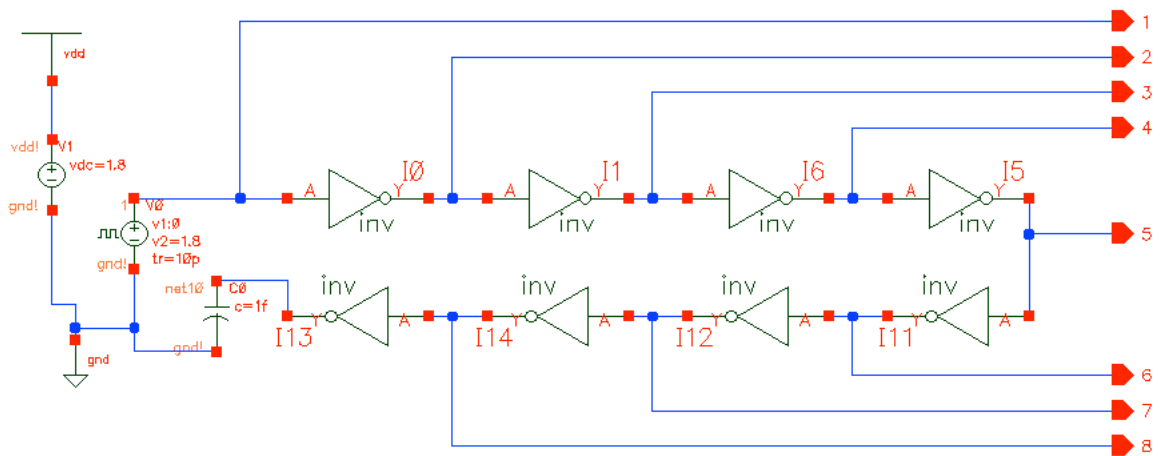 1
2
vdd
3
4
vdd!
V1
vdc=1.8
I0
I1
I6
I5
A
Y
A
Y
A
Y
A
Y
gnd!
1
V0
inv
inv
inv
inv
v1:0
v2=1.8
tr=10p
5
gnd!
net10
C0
c=1f
inv
inv
inv
inv
Y
A
Y
A
Y
A
Y
A
gnd!
I13
I14
I12
I11
gnd
6
7
8